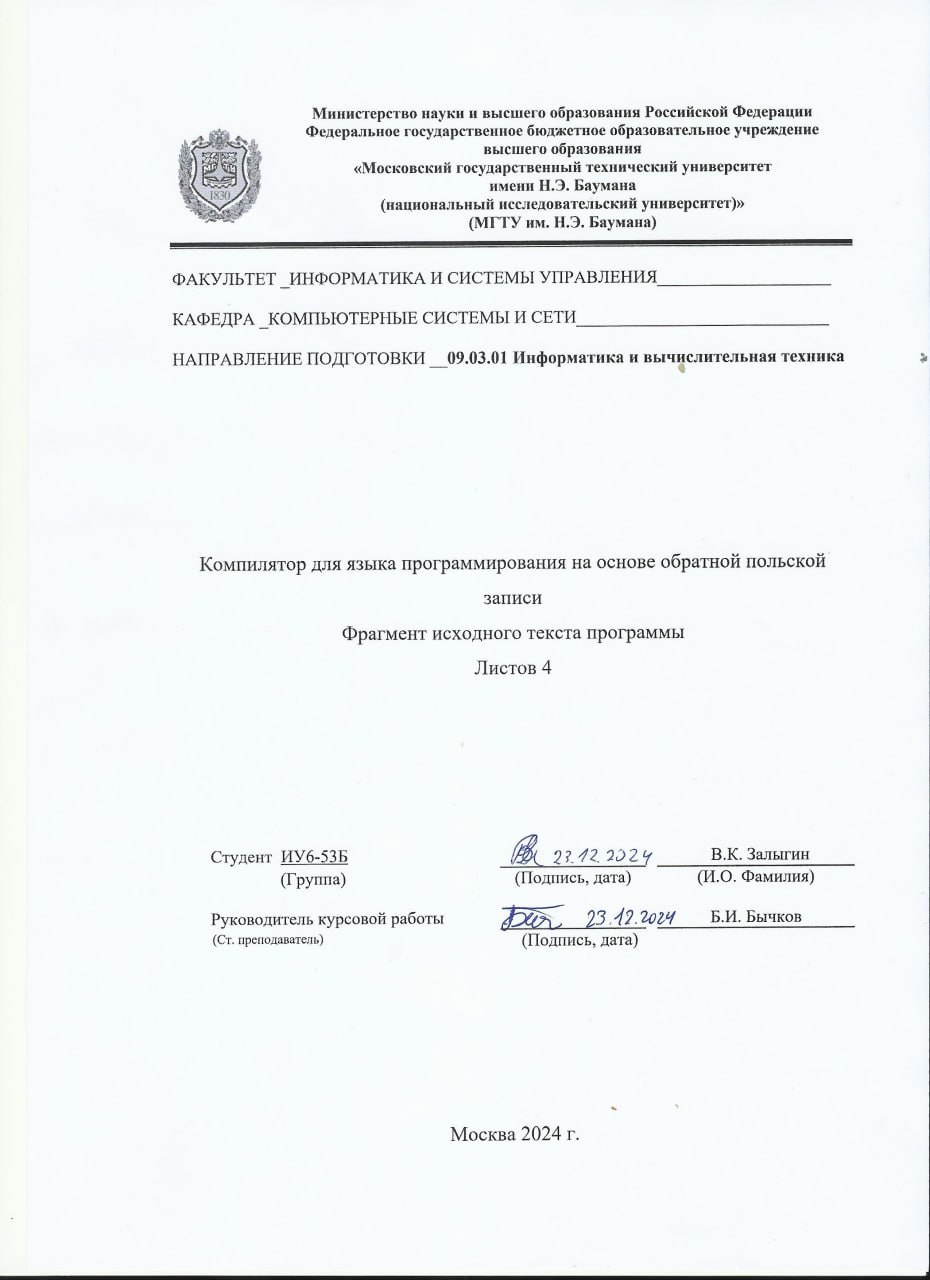 Министерство науки и высшего образования Российской Федерации
Федеральное государственное бюджетное образовательное учреждение
высшего образования
«Московский государственный технический университет
имени Н.Э. Баумана
(национальный исследовательский университет)»
(МГТУ им. Н.Э. Баумана)
1830
ФАКУЛЬТЕТ _ИНФОРМАТИКА И СИСТЕМЫ УПРАВЛЕНИЯ____________________
КАФЕДРА _КОМПЬЮТЕРНЫЕ СИСТЕМЫ И СЕТИ_____________________________
НАПРАВЛЕНИЕ ПОДГОТОВКИ __09.03.01 Информатика и вычислительная техника
Компилятор для языка программирования на основе обратной польской
записи
Фрагмент исходного текста программы
Листов 4
Студент ИУ6-53Б 23.12.2024 В.К. Залыгин
(Группа) (Подпись, дата) (И.О. Фамилия)
Руководитель курсовой работы 23.12.2024 Б.И. Бычков
(Ст. преподаватель) (Подпись, дата)
Москва 2024 г.